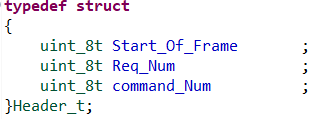 typedef struct
{
uint_8t Start_Of_Frame ;
uint_8t Req_Num ;
uint_8t command_Num ;
}Header_t;